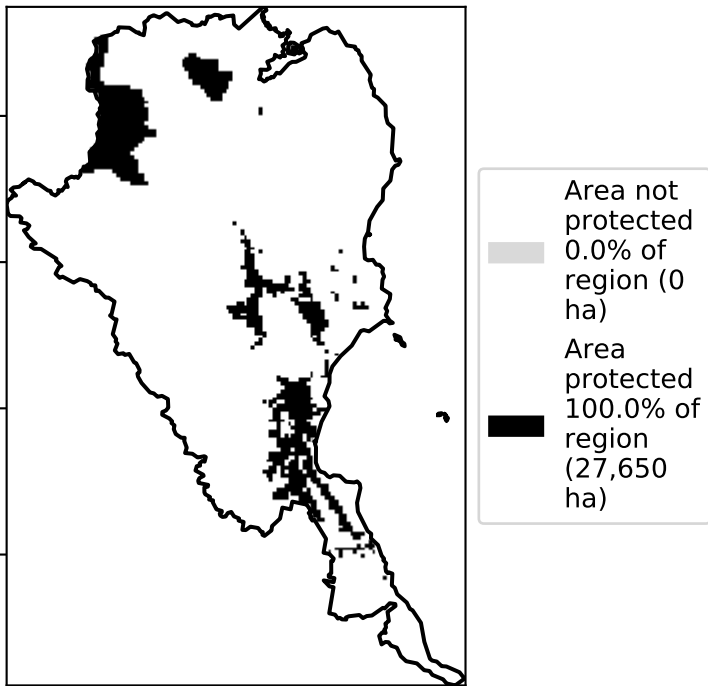 Area not
protected
0.0% of
region (0
ha)
Area
protected
100.0% of
region
(27,650
ha)